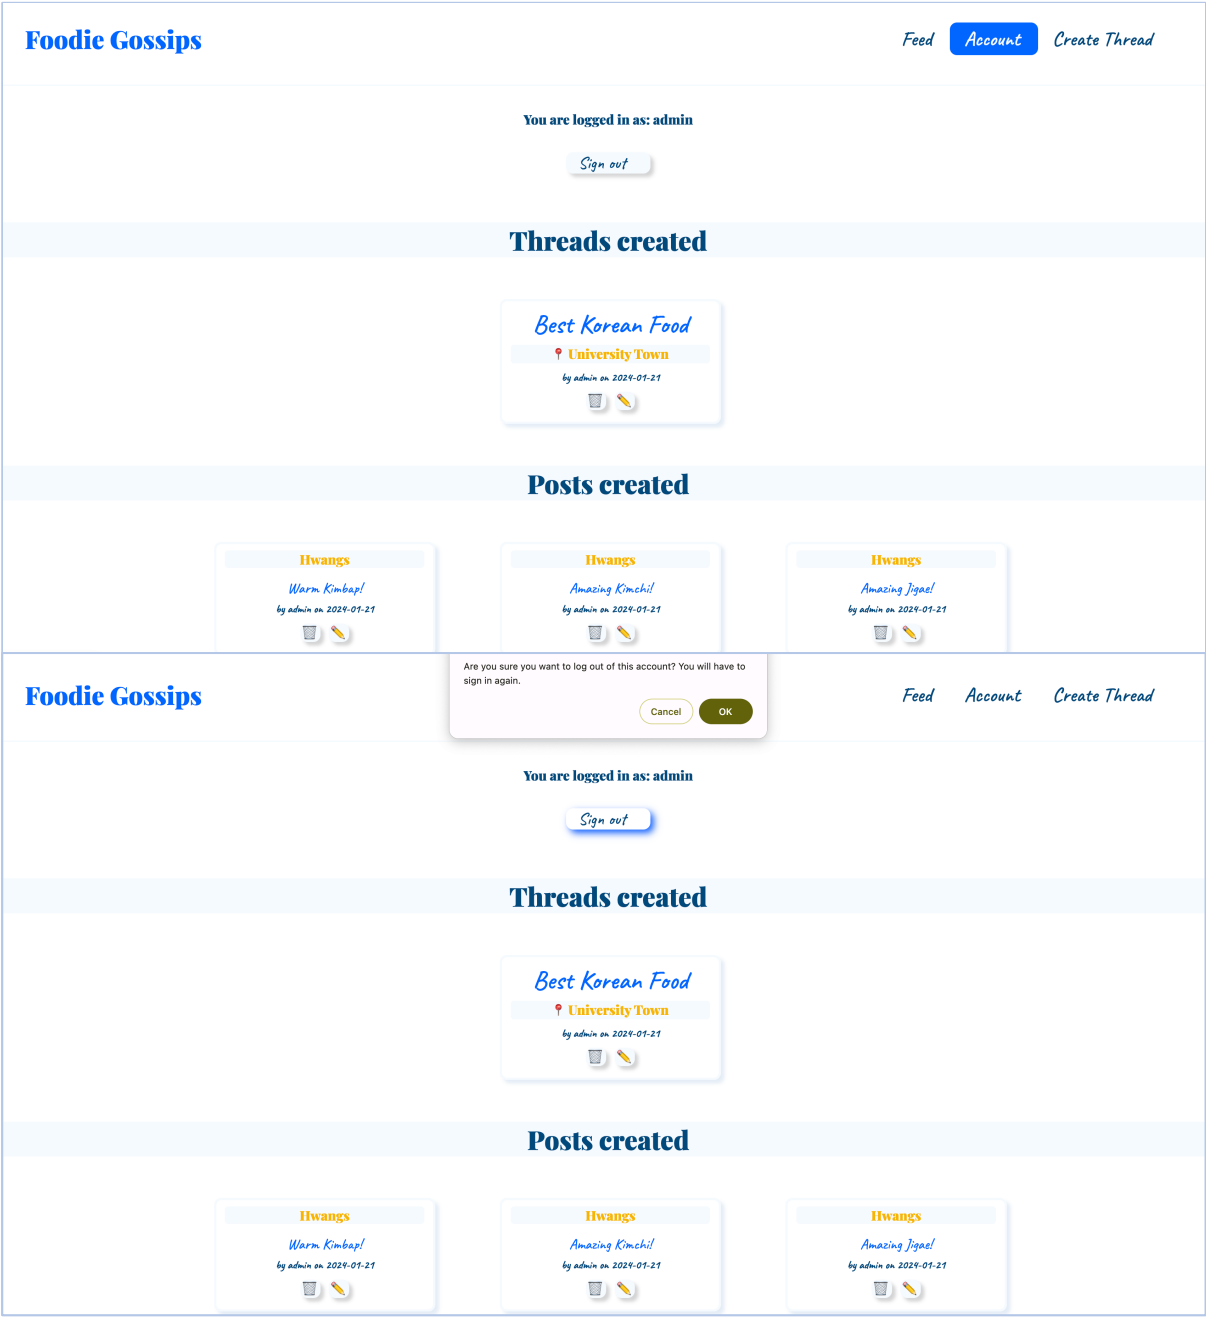 Foodie Gossips
Feed Account Create Thread
You are logged in as: admin
Sign out
Threads created
Best Korean Food
📍 University Town
by admin on 2024-01-21
Posts created
Hwangs Hwangs Hwangs
Warm Kimbap! Amazing Kimchi! Amazing Jigae!
by admin on 2024-01-21 by admin on 2024-01-21 by admin on 2024-01-21
Are you sure you want to log out of this account? You will have to
sign in again.
Cancel OK
Foodie Gossips
Feed Account Create Thread
You are logged in as: admin
Sign out
Threads created
Best Korean Food
📍 University Town
by admin on 2024-01-21
Posts created
Hwangs Hwangs Hwangs
Warm Kimbap! Amazing Kimchi! Amazing Jigae!
by admin on 2024-01-21 by admin on 2024-01-21 by admin on 2024-01-21